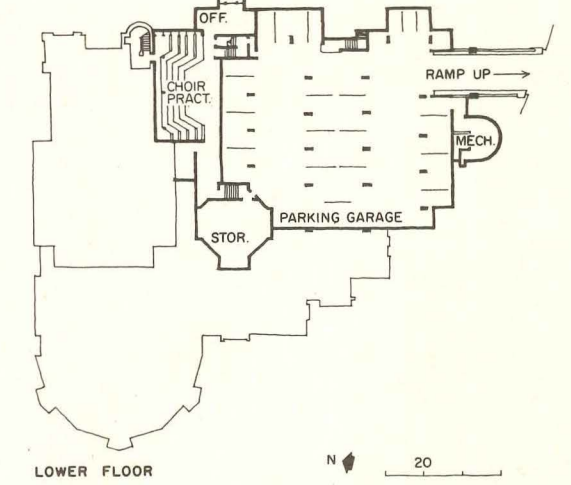 OFF.
CHOIR
PRACT.
RAMP UP
MECH.
PARKING GARAGE
STOR.
N
20
LOWER FLOOR